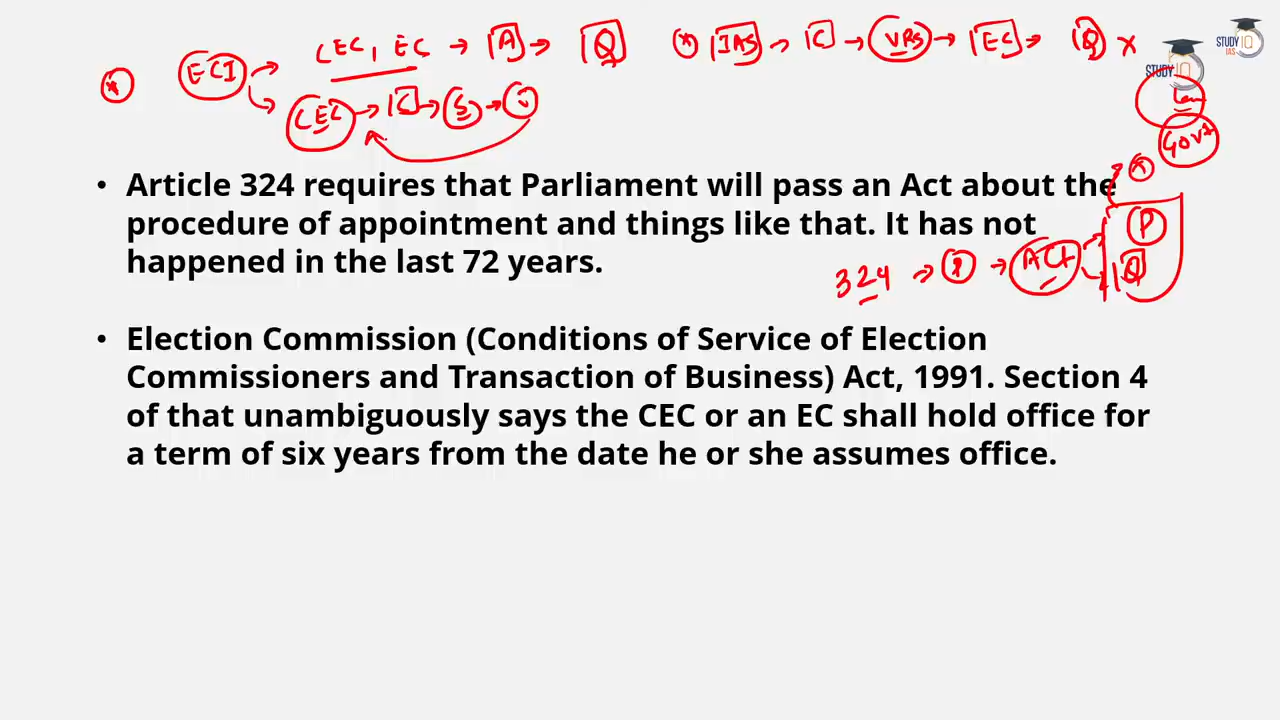 CEC, EC → A → Q
* IAS → C → VRS → EC → Q x
STUDY IQ IAS
STUDY
ECI
CEC → C → S →
Law
Govt
• Article 324 requires that Parliament will pass an Act about the
procedure of appointment and things like that. It has not
happened in the last 72 years.
P
324 → P → Act
Q
• Election Commission (Conditions of Service of Election
Commissioners and Transaction of Business) Act, 1991. Section 4
of that unambiguously says the CEC or an EC shall hold office for
a term of six years from the date he or she assumes office.